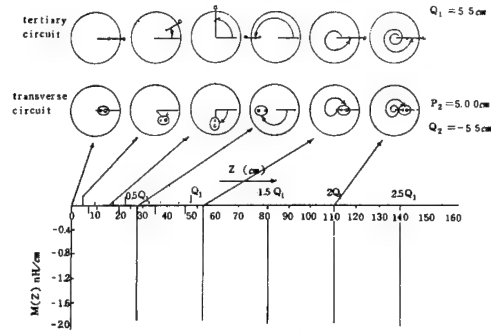 tertiary circuit
Q1 = 5 5cm
transverse circuit
P2 = 5.00cm
Q2 = -5 5cm
Z (cm)
0.5Q1 Q1 1.5Q1 2Q1 2.5Q1
0 10 20 30 40 50 60 70 80 90 100 110 120 130 140 150 160
-0.4
-0.8
-1.2
-1.6
-2.0
M(Z) nH/cm